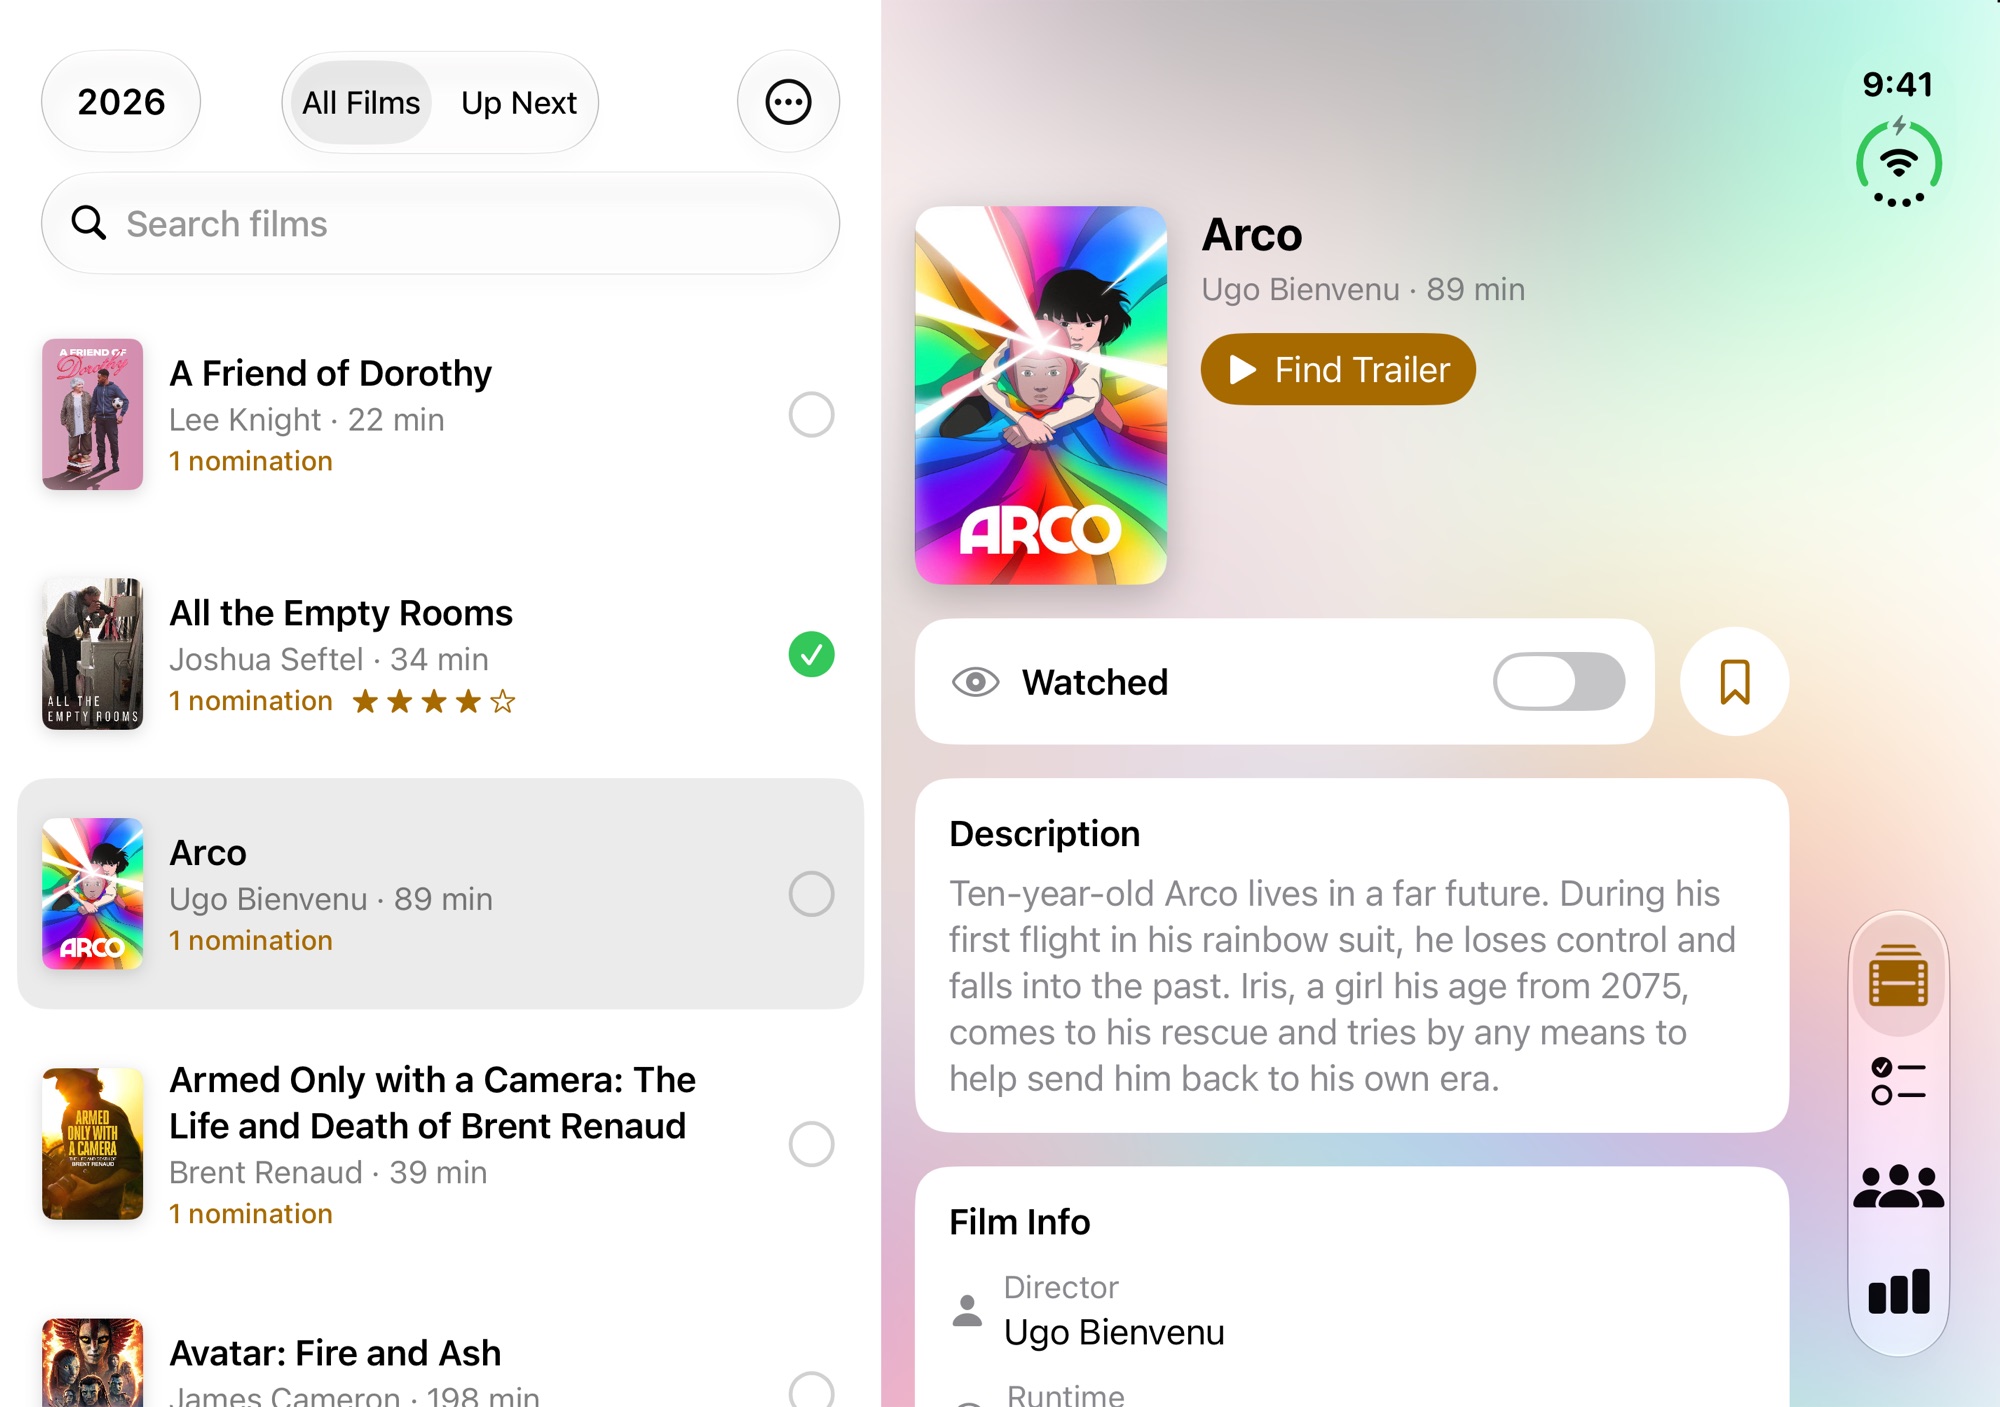 2026
All Films
Up Next
Search films
A FRIEND OF
Dorothy
A Friend of Dorothy
Lee Knight · 22 min
1 nomination
ALL THE
EMPTY ROOMS
All the Empty Rooms
Joshua Seftel · 34 min
1 nomination
ARCO
Arco
Ugo Bienvenu · 89 min
1 nomination
ARMED
ONLY WITH
A CAMERA
THE LIFE AND DEATH OF
BRENT RENAUD
Armed Only with a Camera: The
Life and Death of Brent Renaud
Brent Renaud · 39 min
1 nomination
Avatar: Fire and Ash
James Cameron · 198 min
9:41
ARCO
Arco
Ugo Bienvenu · 89 min
Find Trailer
Watched
Description
Ten-year-old Arco lives in a far future. During his
first flight in his rainbow suit, he loses control and
falls into the past. Iris, a girl his age from 2075,
comes to his rescue and tries by any means to
help send him back to his own era.
Film Info
Director
Ugo Bienvenu
Runtime